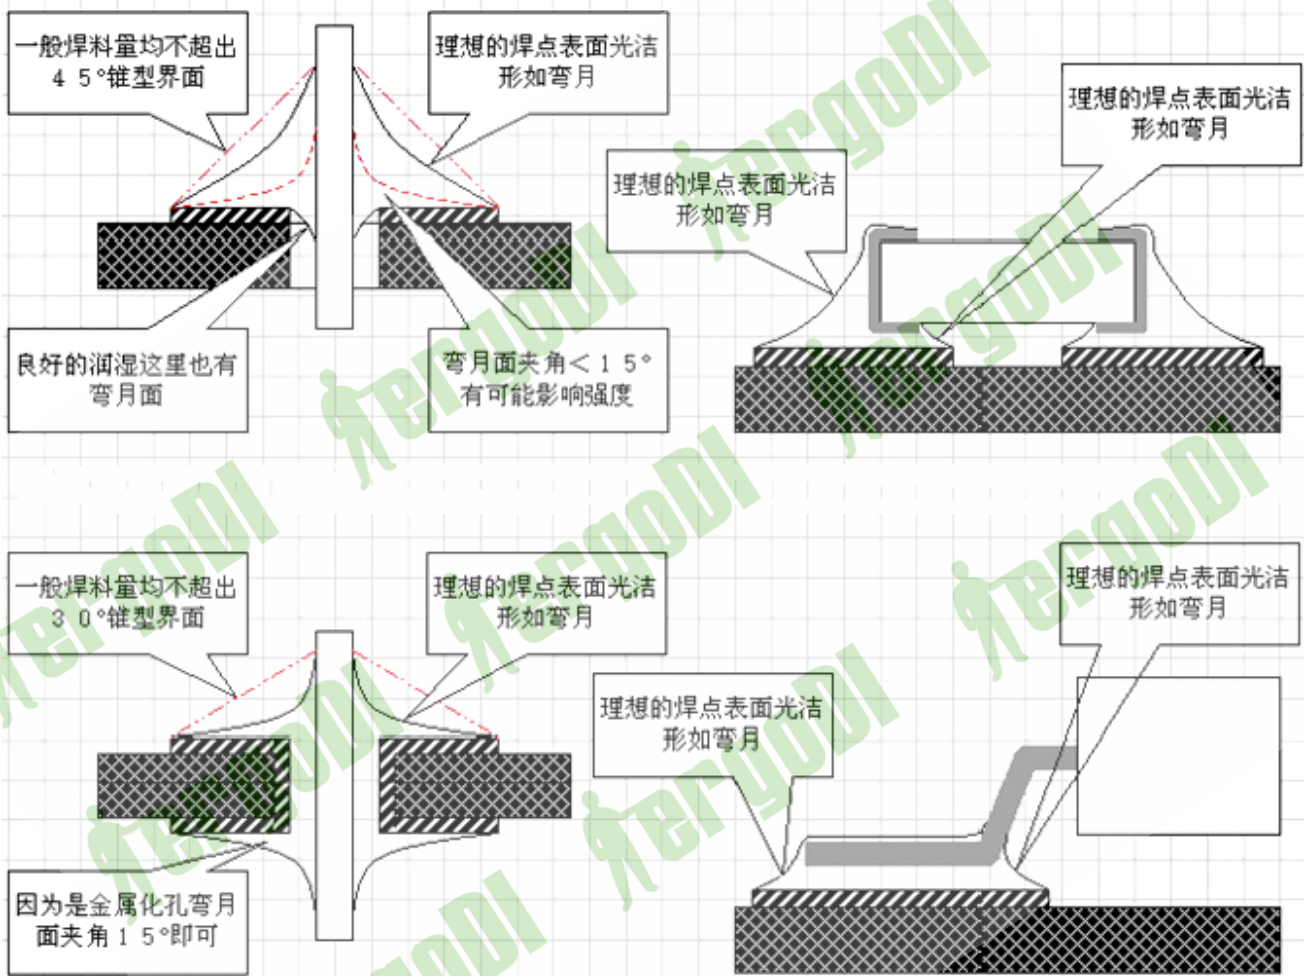 一般焊料量均不超出
45°锥型界面
理想的焊点表面光洁
形如弯月
理想的焊点表面光洁
形如弯月
理想的焊点表面光洁
形如弯月
良好的润湿这里也有
弯月面
弯月面夹角＜15°
有可能影响强度
一般焊料量均不超出
30°锥型界面
理想的焊点表面光洁
形如弯月
理想的焊点表面光洁
形如弯月
理想的焊点表面光洁
形如弯月
因为是金属化孔弯月
面夹角15°即可
ergoDI
ergoDI
ergoDI
ergoDI
ergoDI
ergoDI
ergoDI
ergoDI
ergoDI